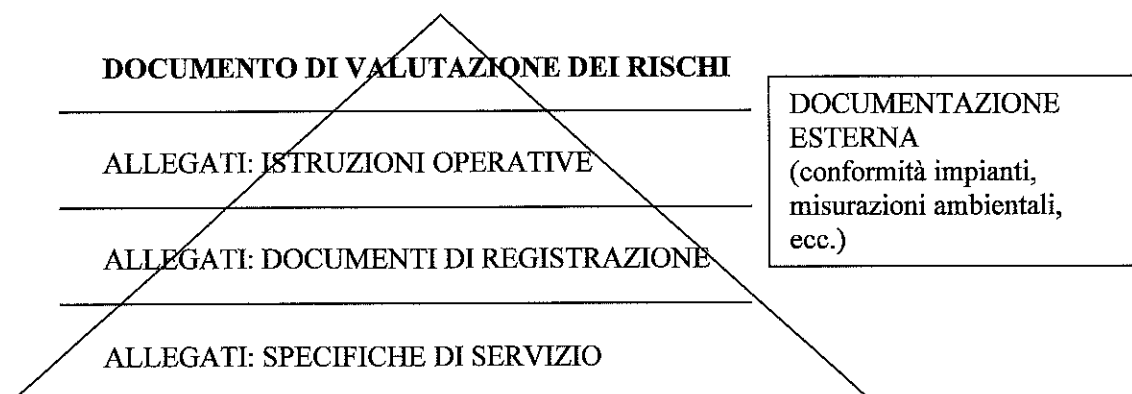 DOCUMENTO DI VALUTAZIONE DEI RISCHI
ALLEGATI: ISTRUZIONI OPERATIVE
ALLEGATI: DOCUMENTI DI REGISTRAZIONE
ALLEGATI: SPECIFICHE DI SERVIZIO
DOCUMENTAZIONE
ESTERNA
(conformità impianti,
misurazioni ambientali,
ecc.)